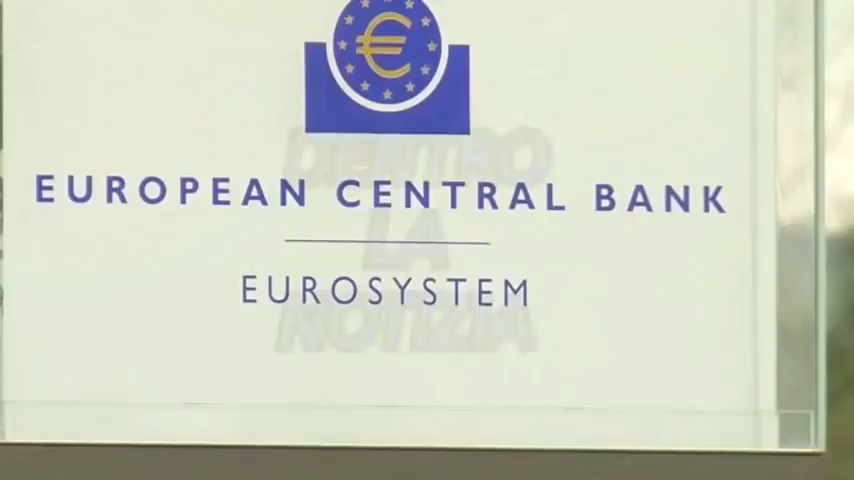 EUROPEAN CENTRAL BANK
EUROSYSTEM
DENTRO
LA
NOTIZIA